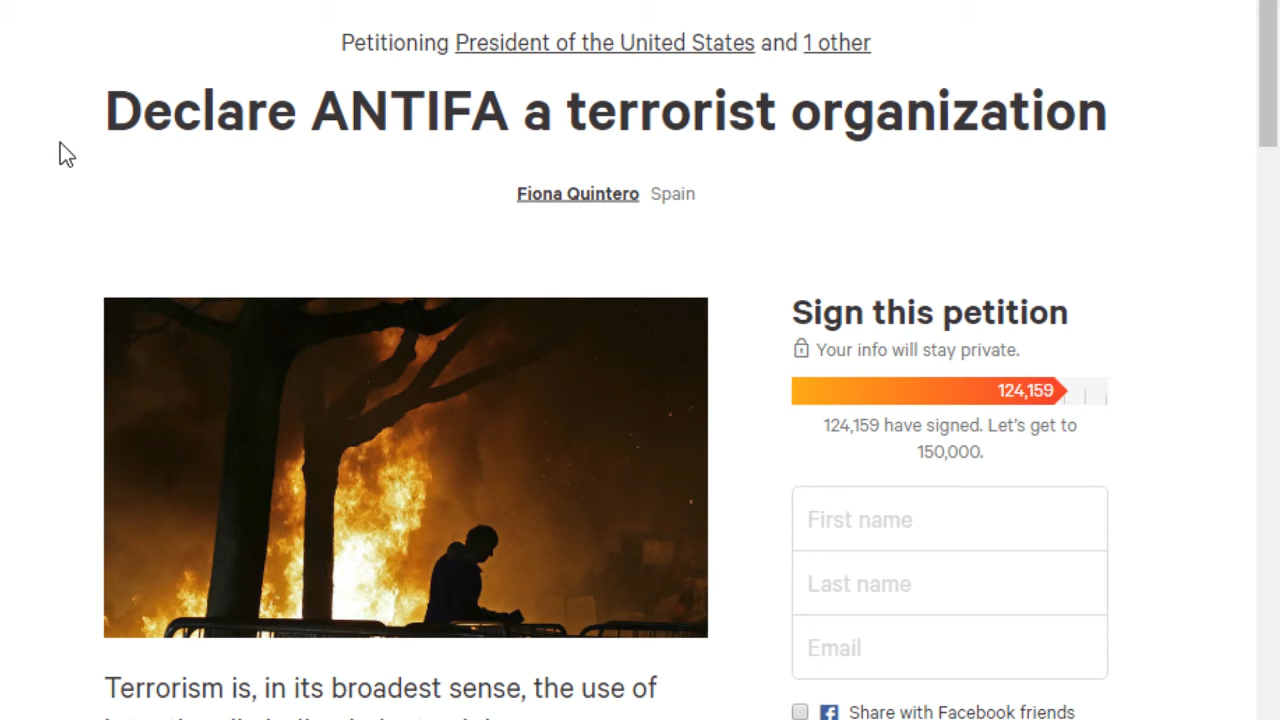 Petitioning President of the United States and 1 other
Declare ANTIFA a terrorist organization
Fiona Quintero Spain
Sign this petition
Your info will stay private.
124,159
124,159 have signed. Let's get to
150,000.
First name
Last name
Email
Share with Facebook friends
Terrorism is, in its broadest sense, the use of